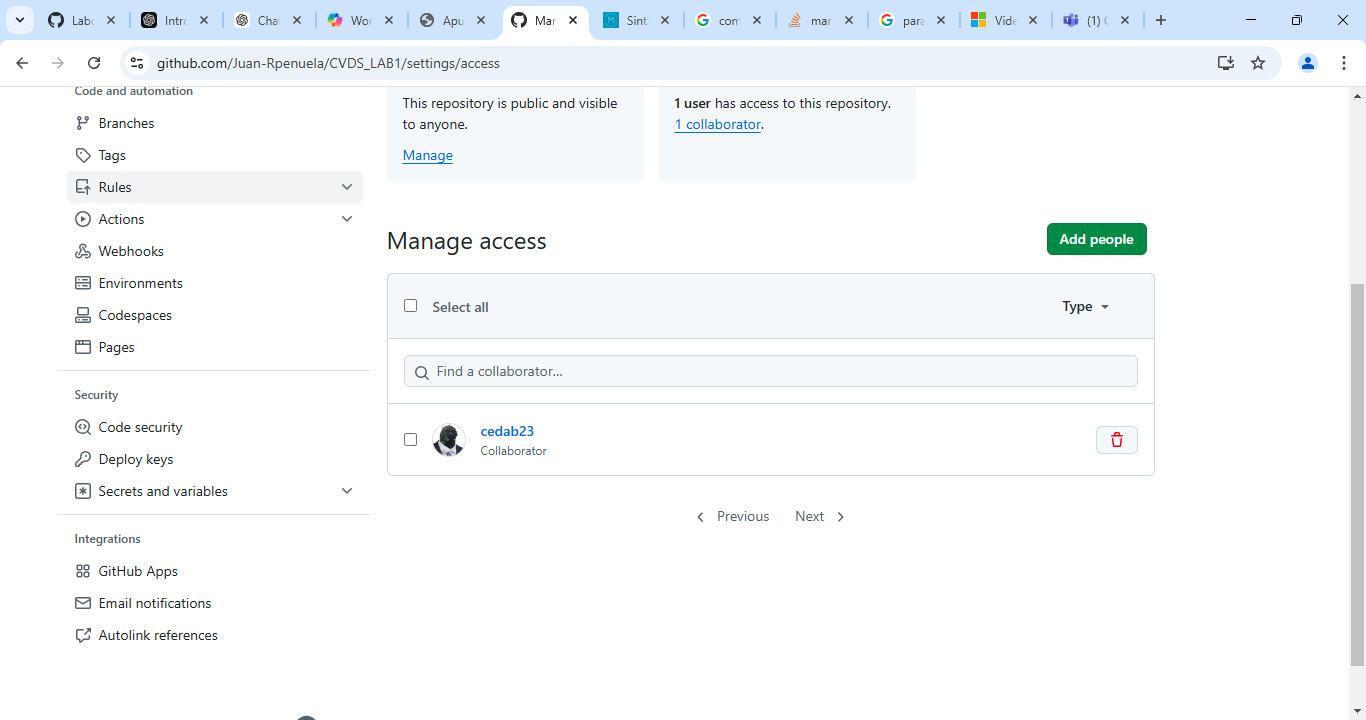 Labo
Intro
Cha
Wor
Apu
Mar
Sint
com
mar
para
Vide
(1) C
github.com/Juan-Rpenuela/CVDS_LAB1/settings/access
Code and automation
Branches
Tags
Rules
Actions
Webhooks
Environments
Codespaces
Pages
Security
Code security
Deploy keys
Secrets and variables
Integrations
GitHub Apps
Email notifications
Autolink references
This repository is public and visible
to anyone.
Manage
1 user has access to this repository.
1 collaborator.
Manage access
Add people
Select all
Type
Find a collaborator...
cedab23
Collaborator
Previous
Next